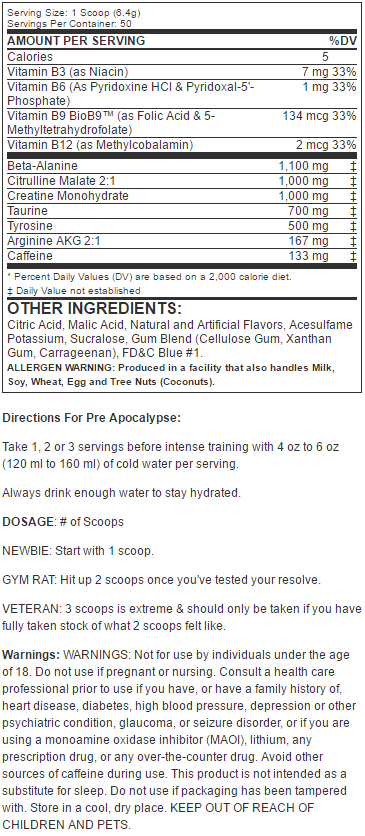 Serving Size: 1 Scoop (6.4g)
Servings Per Container: 50
AMOUNT PER SERVING %DV
Calories 5
Vitamin B3 (as Niacin) 7 mg 33%
Vitamin B6 (As Pyridoxine HCl & Pyridoxal-5'- 1 mg 33%
Phosphate)
Vitamin B9 BioB9™ (as Folic Acid & 5- 134 mcg 33%
Methyltetrahydrofolate)
Vitamin B12 (as Methylcobalamin) 2 mcg 33%
Beta-Alanine 1,100 mg ‡
Citrulline Malate 2:1 1,000 mg ‡
Creatine Monohydrate 1,000 mg ‡
Taurine 700 mg ‡
Tyrosine 500 mg ‡
Arginine AKG 2:1 167 mg ‡
Caffeine 133 mg ‡
* Percent Daily Values (DV) are based on a 2,000 calorie diet.
‡ Daily Value not established
OTHER INGREDIENTS:
Citric Acid, Malic Acid, Natural and Artificial Flavors, Acesulfame
Potassium, Sucralose, Gum Blend (Cellulose Gum, Xanthan
Gum, Carrageenan), FD&C Blue #1.
ALLERGEN WARNING: Produced in a facility that also handles Milk,
Soy, Wheat, Egg and Tree Nuts (Coconuts).
Directions For Pre Apocalypse:
Take 1, 2 or 3 servings before intense training with 4 oz to 6 oz
(120 ml to 160 ml) of cold water per serving.
Always drink enough water to stay hydrated.
DOSAGE: # of Scoops
NEWBIE: Start with 1 scoop.
GYM RAT: Hit up 2 scoops once you've tested your resolve.
VETERAN: 3 scoops is extreme & should only be taken if you have
fully taken stock of what 2 scoops felt like.
Warnings: WARNINGS: Not for use by individuals under the age
of 18. Do not use if pregnant or nursing. Consult a health care
professional prior to use if you have, or have a family history of,
heart disease, diabetes, high blood pressure, depression or other
psychiatric condition, glaucoma, or seizure disorder, or if you are
using a monoamine oxidase inhibitor (MAOI), lithium, any
prescription drug, or any over-the-counter drug. Avoid other
sources of caffeine during use. This product is not intended as a
substitute for sleep. Do not use if packaging has been tampered
with. Store in a cool, dry place. KEEP OUT OF REACH OF
CHILDREN AND PETS.